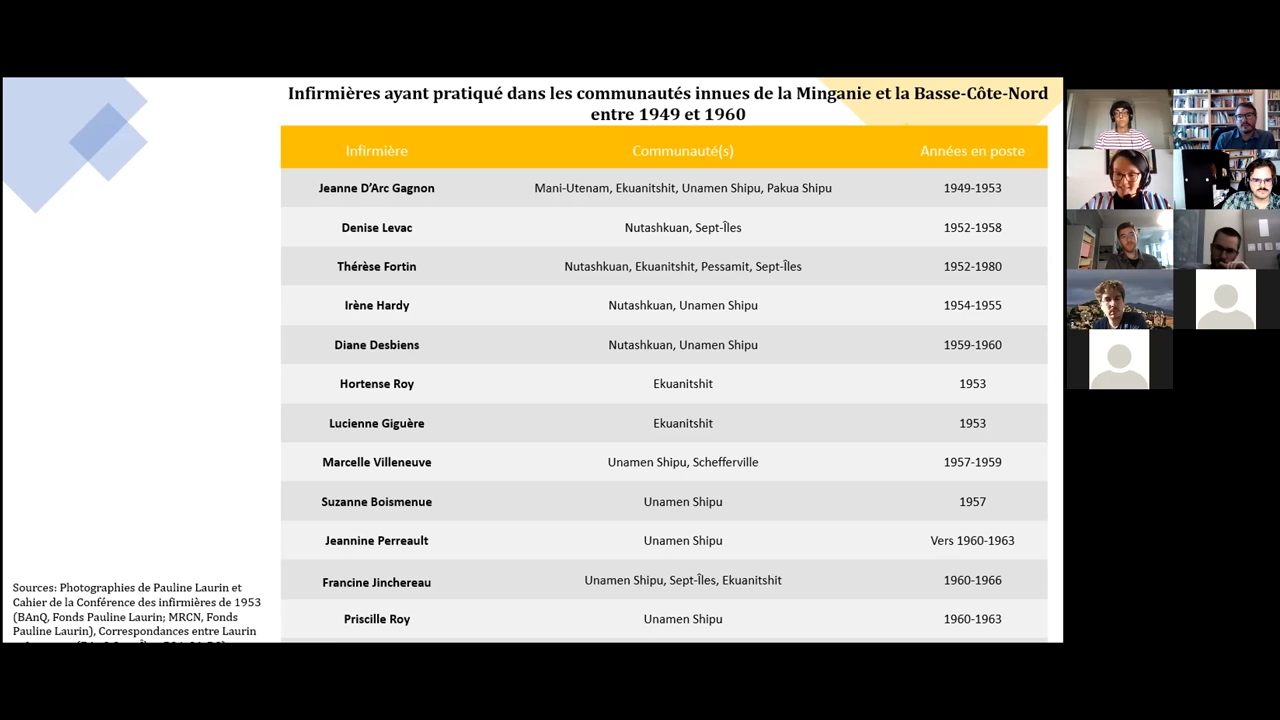 Infirmières ayant pratiqué dans les communautés innues de la Minganie et la Basse-Côte-Nord
entre 1949 et 1960
Infirmière Communauté(s) Années en poste
Jeanne D’Arc Gagnon Mani-Utenam, Ekuanitshit, Unamen Shipu, Pakua Shipu 1949-1953
Denise Levac Nutashkuan, Sept-Îles 1952-1958
Thérèse Fortin Nutashkuan, Ekuanitshit, Pessamit, Sept-Îles 1952-1980
Irène Hardy Nutashkuan, Unamen Shipu 1954-1955
Diane Desbiens Nutashkuan, Unamen Shipu 1959-1960
Hortense Roy Ekuanitshit 1953
Lucienne Giguère Ekuanitshit 1953
Marcelle Villeneuve Unamen Shipu, Schefferville 1957-1959
Suzanne Boismenue Unamen Shipu 1957
Jeannine Perreault Unamen Shipu Vers 1960-1963
Francine Jinchereau Unamen Shipu, Sept-Îles, Ekuanitshit 1960-1966
Priscille Roy Unamen Shipu 1960-1963
Sources: Photographies de Pauline Laurin et
Cahier de la Conférence des infirmières de 1953
(BAnQ, Fonds Pauline Laurin; MRCN, Fonds
Pauline Laurin), Correspondances entre Laurin